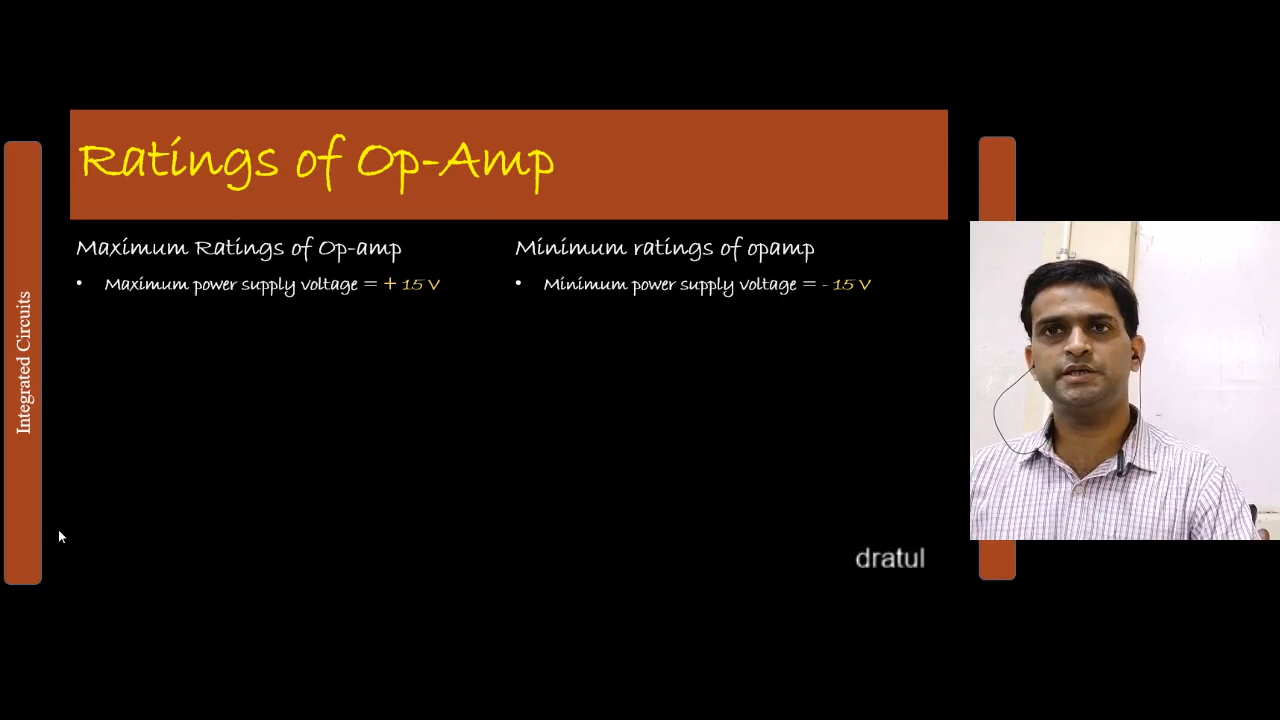 Ratings of Op-Amp
Maximum Ratings of Op-amp
• Maximum power supply voltage = + 15 V
Minimum ratings of opamp
• Minimum power supply voltage = - 15 V
Integrated Circuits
dratul